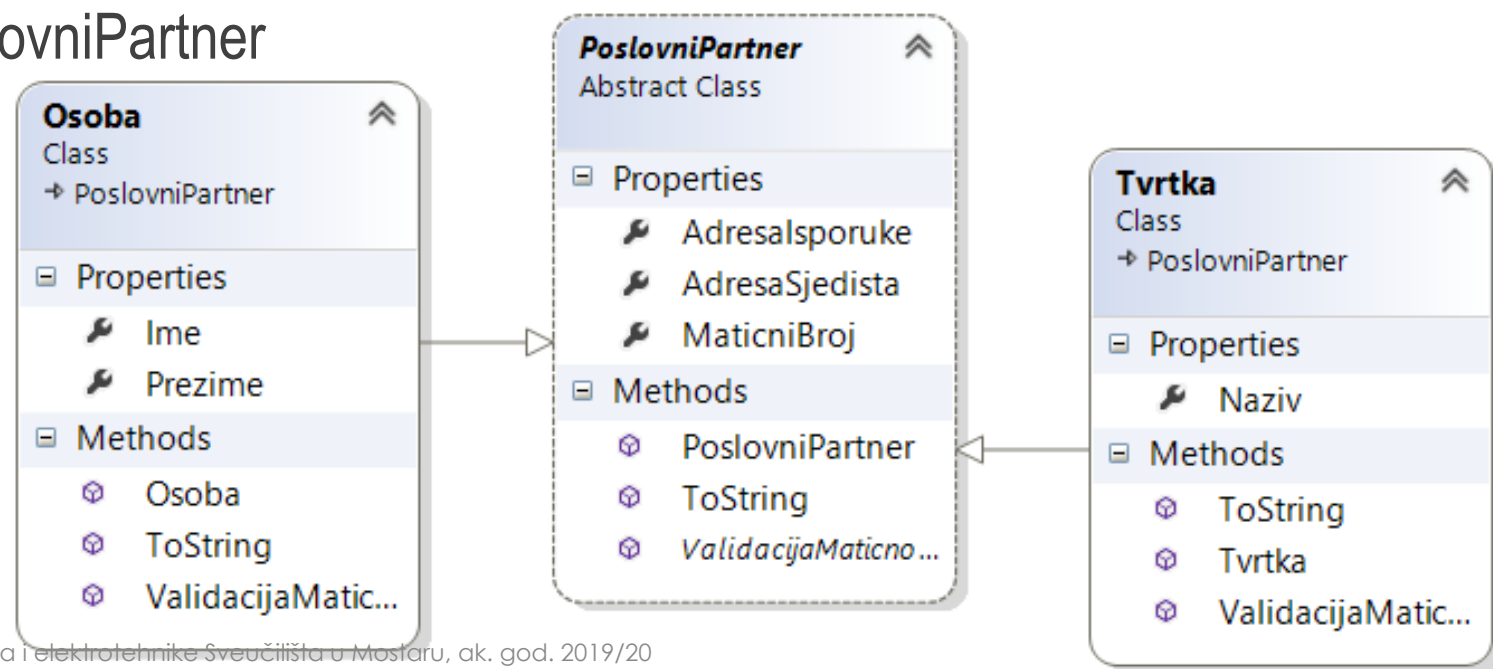 lovniPartner
Osoba
Class
PoslovniPartner
Properties
Ime
Prezime
Methods
Osoba
ToString
ValidacijaMatic...
PoslovniPartner
Abstract Class
Properties
AdresaIsporuke
AdresaSjedista
MaticniBroj
Methods
PoslovniPartner
ToString
ValidacijaMaticno...
Tvrtka
Class
PoslovniPartner
Properties
Naziv
Methods
ToString
Tvrtka
ValidacijaMatic...
a i elektrotehnike Sveučilišta u Mostaru, ak. god. 2019/20